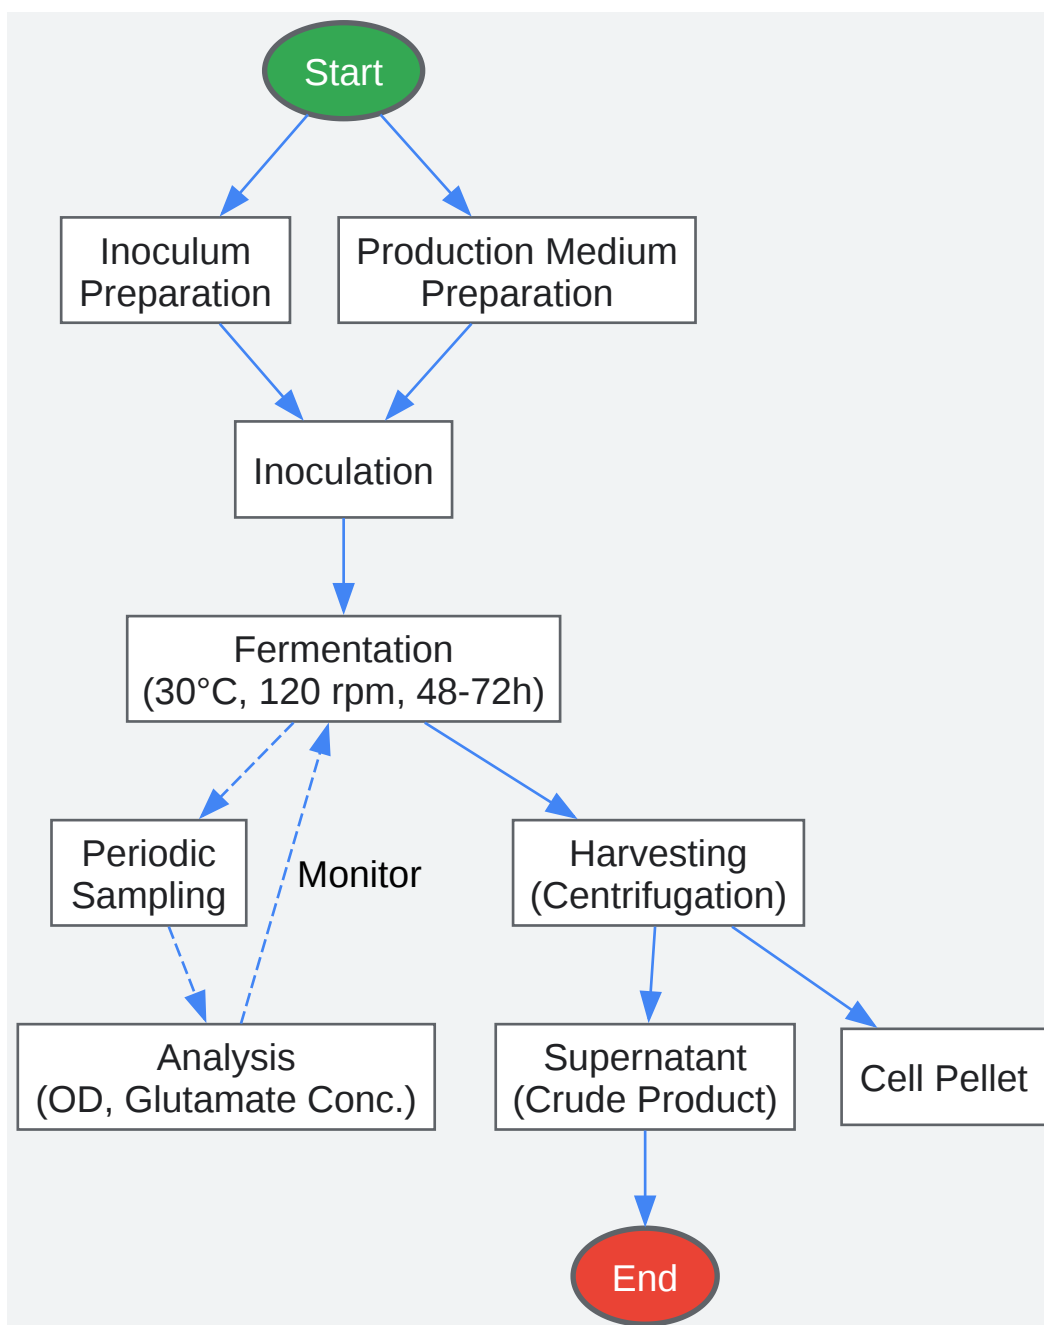 Start
Inoculum
Preparation
Production Medium
Preparation
Inoculation
Fermentation
(30°C, 120 rpm, 48-72h)
Periodic
Sampling
Monitor
Harvesting
(Centrifugation)
Analysis
(OD, Glutamate Conc.)
Supernatant
(Crude Product)
Cell Pellet
End